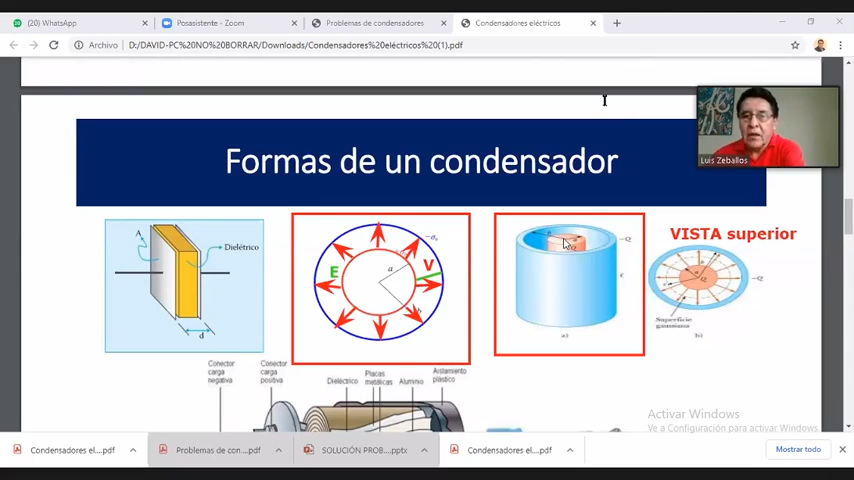 (20) WhatsApp
Posasistente - Zoom
Problemas de condensadores
Condensadores eléctricos
Archivo
D:/DAVID-PC%20NO%20BORRAR/Downloads/Condensadores%20eléctricos%20(1).pdf
Luis Zeballos
Formas de un condensador
A
Dieléctrico
d
E
V
a
b
VISTA superior
-Q
a)
-Q
Q
Superficie
gaussiana
b)
Conector
carga
negativa
Conector
carga
positiva
Dieléctrico
Placas
metálicas
Aluminio
Aislamiento
plástico
Activar Windows
Ve a Configuración para activar Windows.
Condensadores el....pdf
Problemas de con....pdf
SOLUCIÓN PROB....pptx
Condensadores el....pdf
Mostrar todo